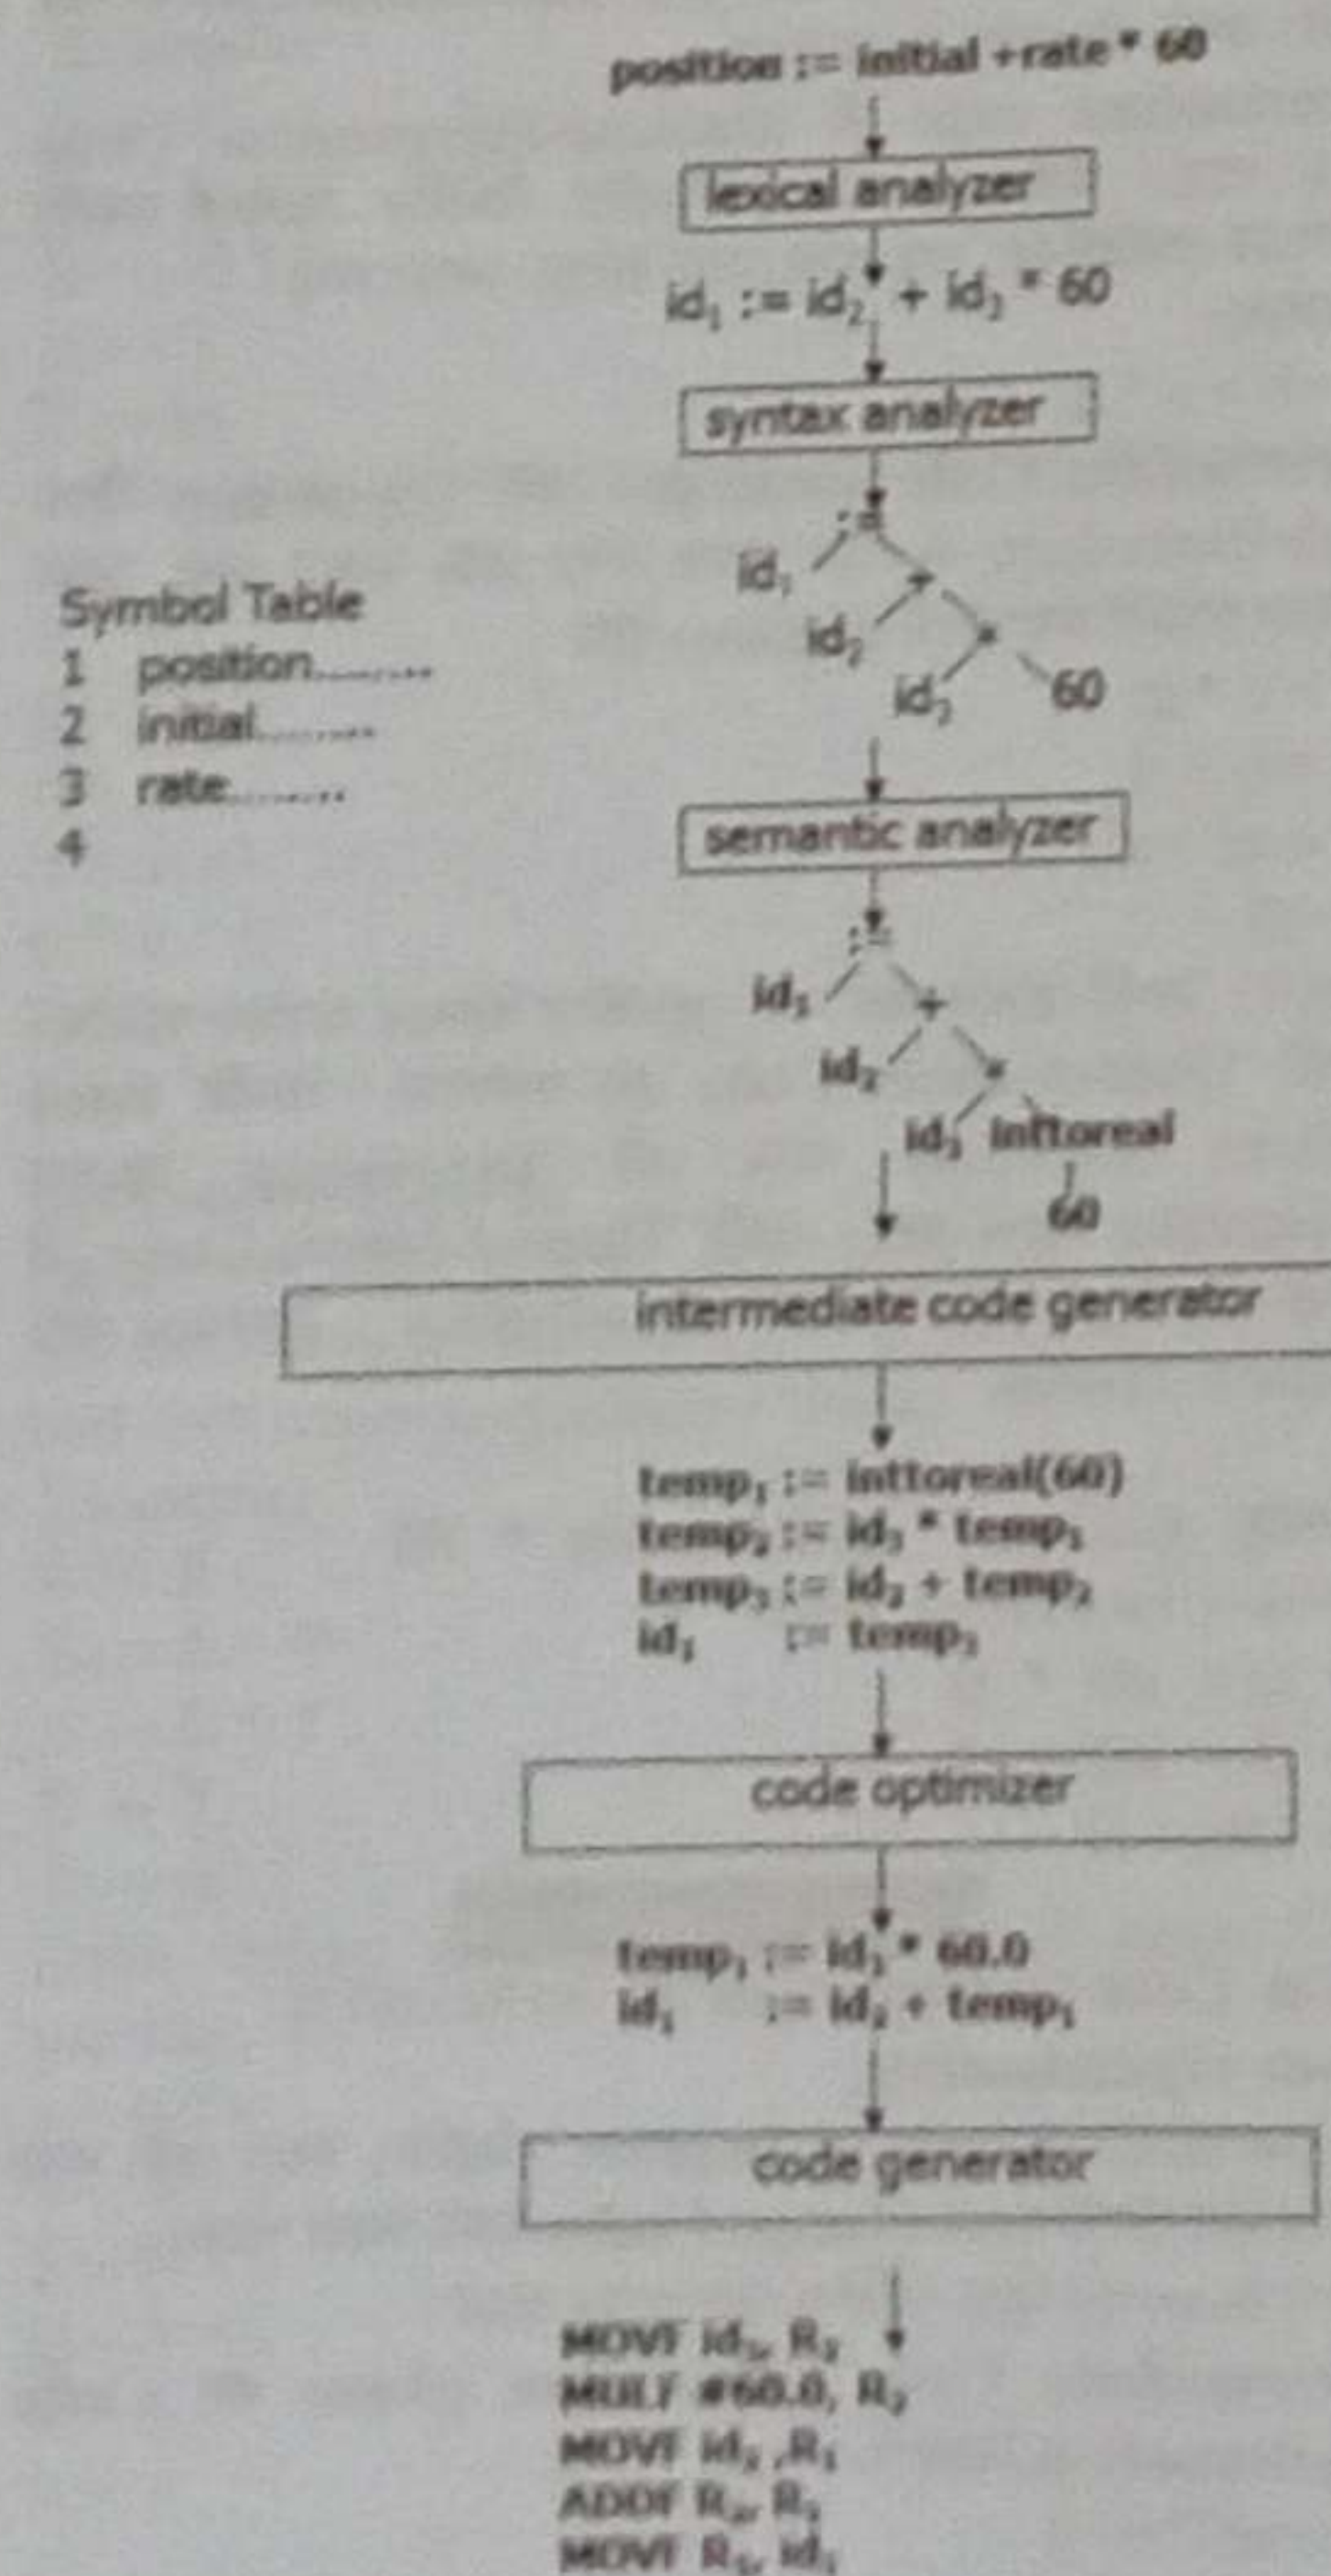 position := initial +rate * 60
lexical analyzer
id₁ := id₂ + id₃ * 60
syntax analyzer
:=
id₁ +
id₂ *
id₃ 60
Symbol Table
1 position.........
2 initial.........
3 rate.........
4
semantic analyzer
:=
id₁ +
id₂ *
id₃ inttoreal
60
intermediate code generator
temp₁ := inttoreal(60)
temp₂ := id₃ * temp₁
temp₃ := id₂ + temp₂
id₁ := temp₃
code optimizer
temp₁ := id₃ * 60.0
id₁ := id₂ + temp₁
code generator
MOVF id₃, R₂
MULF #60.0, R₂
MOVF id₂ ,R₁
ADDF R₂, R₁
MOVF R₁, id₁